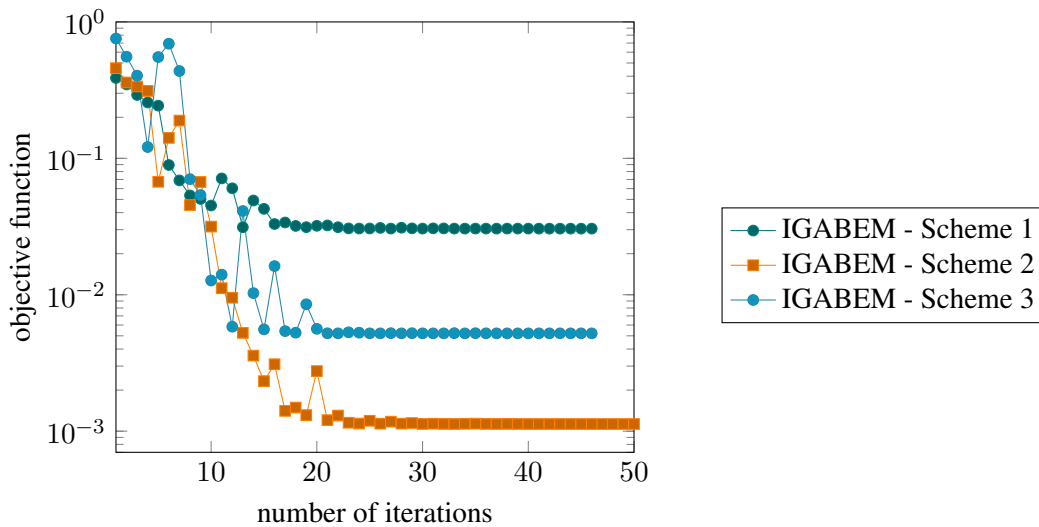 10^0
10^−1
10^−2
10^−3
objective function
10
20
30
40
50
number of iterations
IGABEM - Scheme 1
IGABEM - Scheme 2
IGABEM - Scheme 3